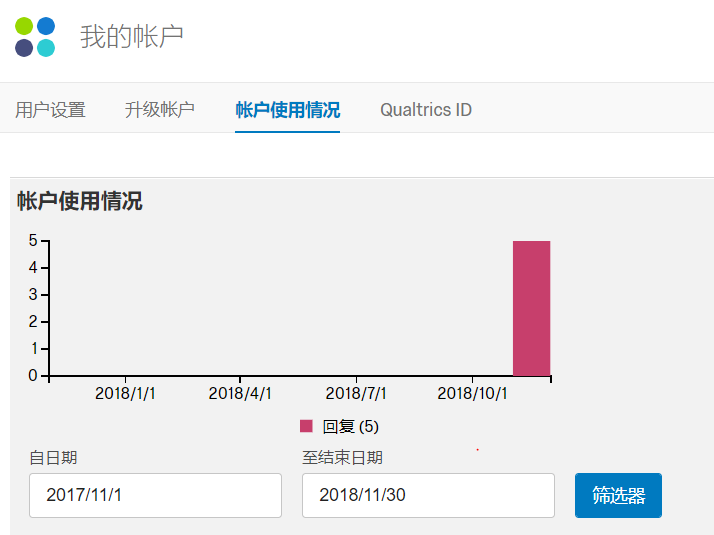 我的帐户
用户设置 升级帐户 帐户使用情况 Qualtrics ID
帐户使用情况
5
4
3
2
1
0
2018/1/1 2018/4/1 2018/7/1 2018/10/1
回复 (5)
自日期 至结束日期
2017/11/1 2018/11/30 筛选器